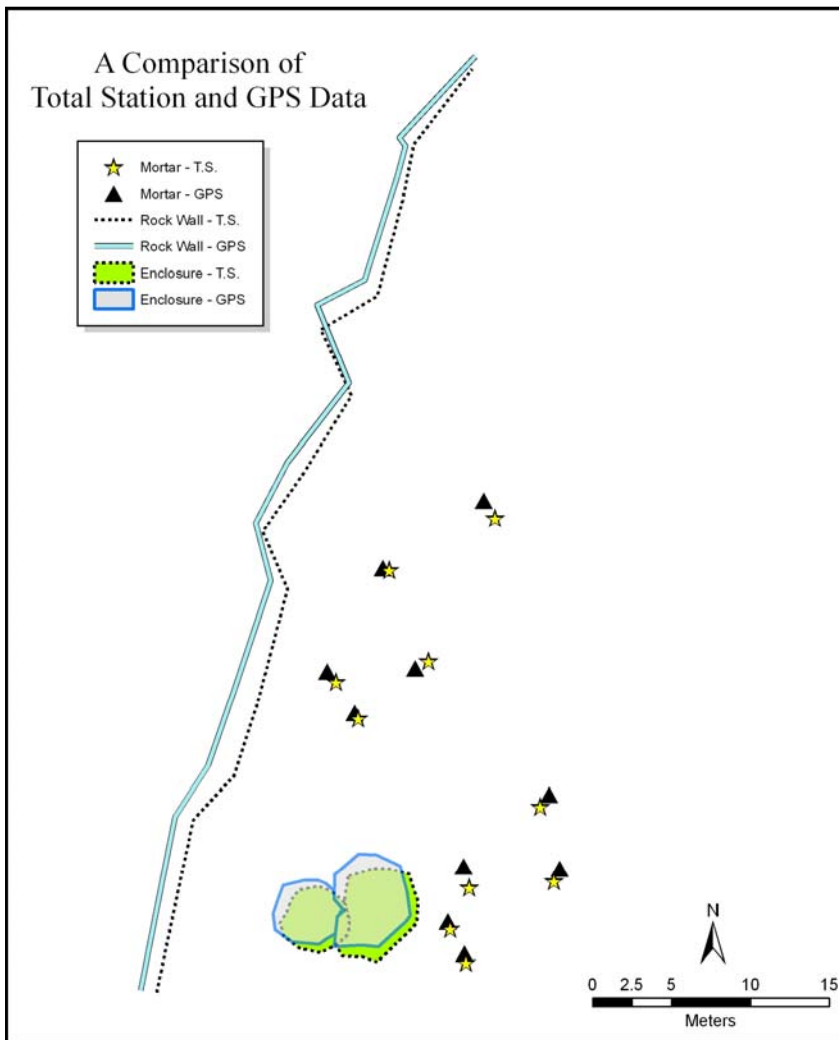 A Comparison of
Total Station and GPS Data
Mortar - T.S.
Mortar - GPS
Rock Wall - T.S.
Rock Wall - GPS
Enclosure - T.S.
Enclosure - GPS
N
0 2.5 5 10 15
Meters